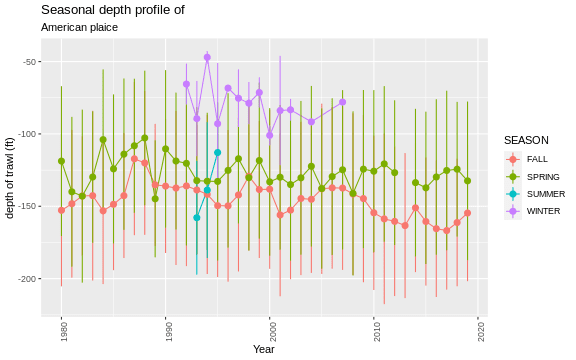 Seasonal depth profile of
American plaice
depth of trawl (ft)
-50
-100
-150
-200
1980
1990
2000
2010
2020
Year
SEASON
FALL
SPRING
SUMMER
WINTER